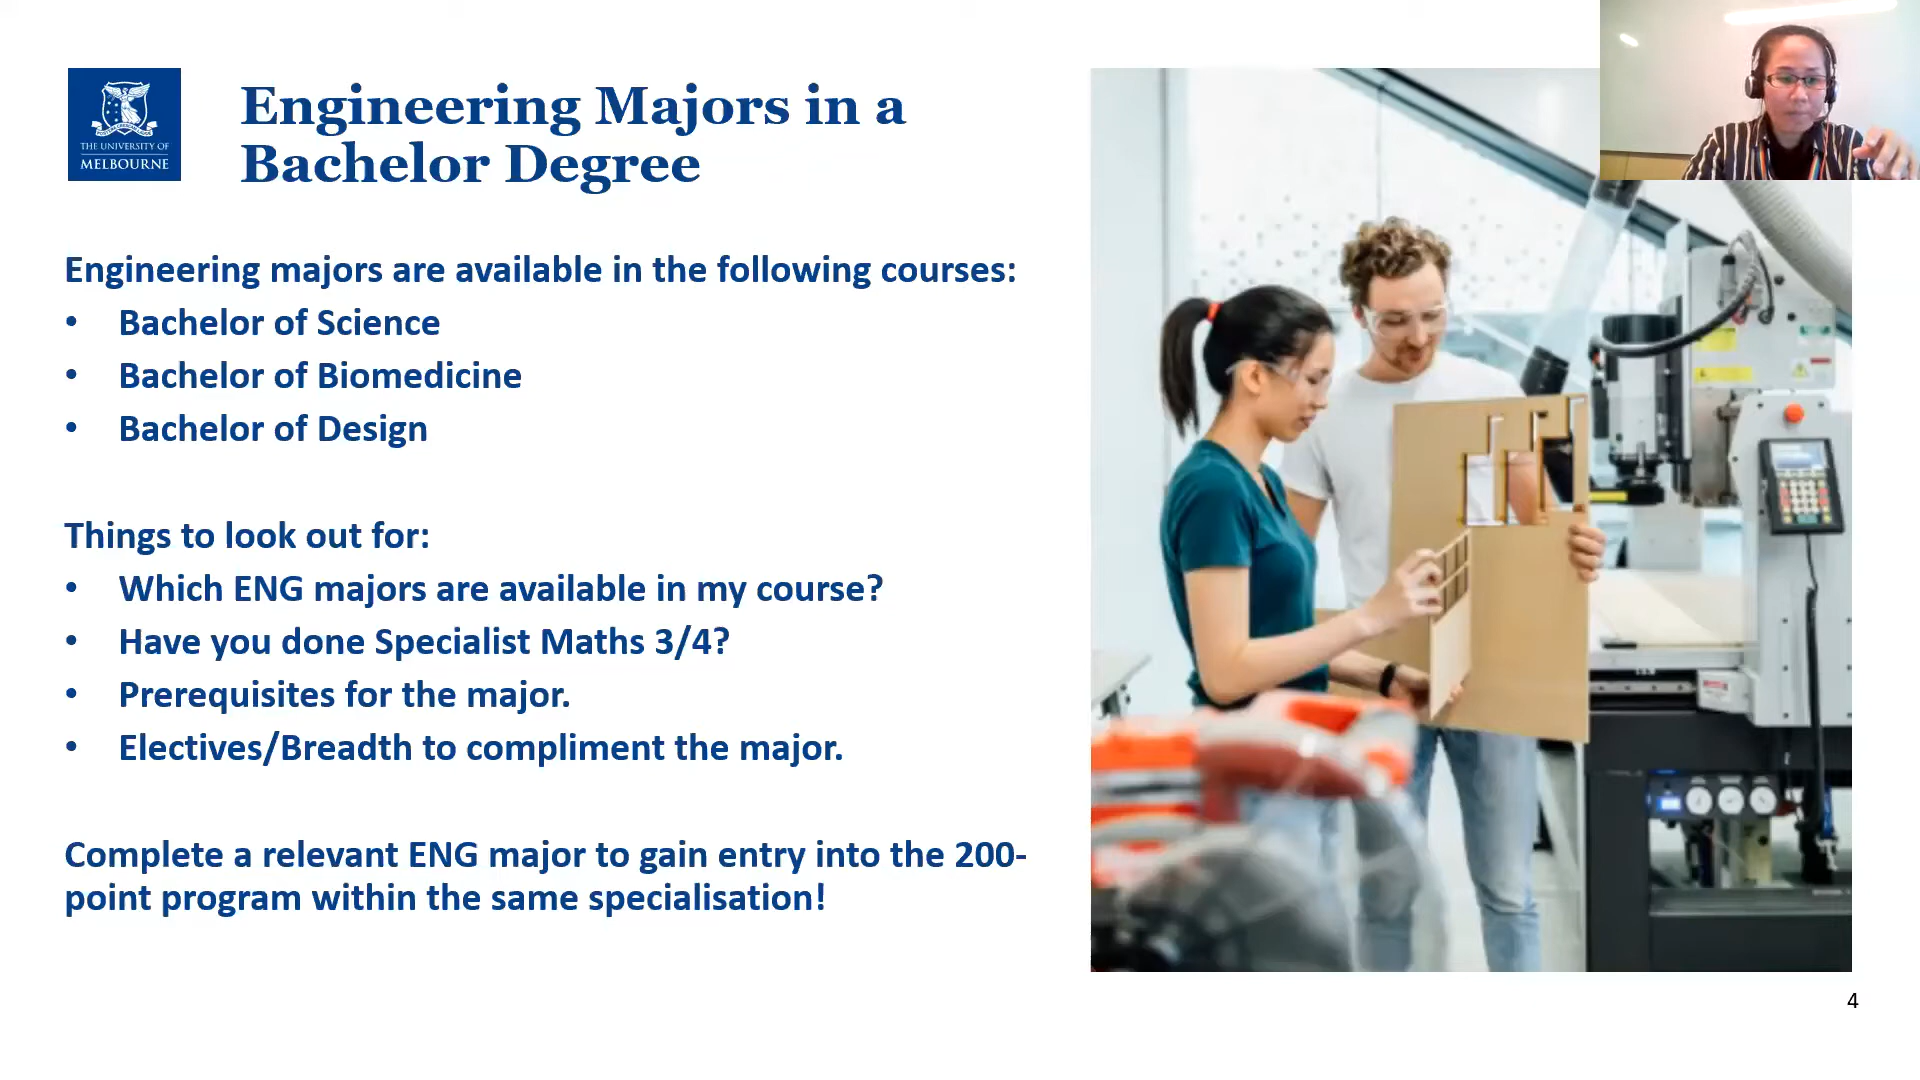 THE UNIVERSITY OF
MELBOURNE
Engineering Majors in a
Bachelor Degree
Engineering majors are available in the following courses:
• Bachelor of Science
• Bachelor of Biomedicine
• Bachelor of Design
Things to look out for:
• Which ENG majors are available in my course?
• Have you done Specialist Maths 3/4?
• Prerequisites for the major.
• Electives/Breadth to compliment the major.
Complete a relevant ENG major to gain entry into the 200-
point program within the same specialisation!
4